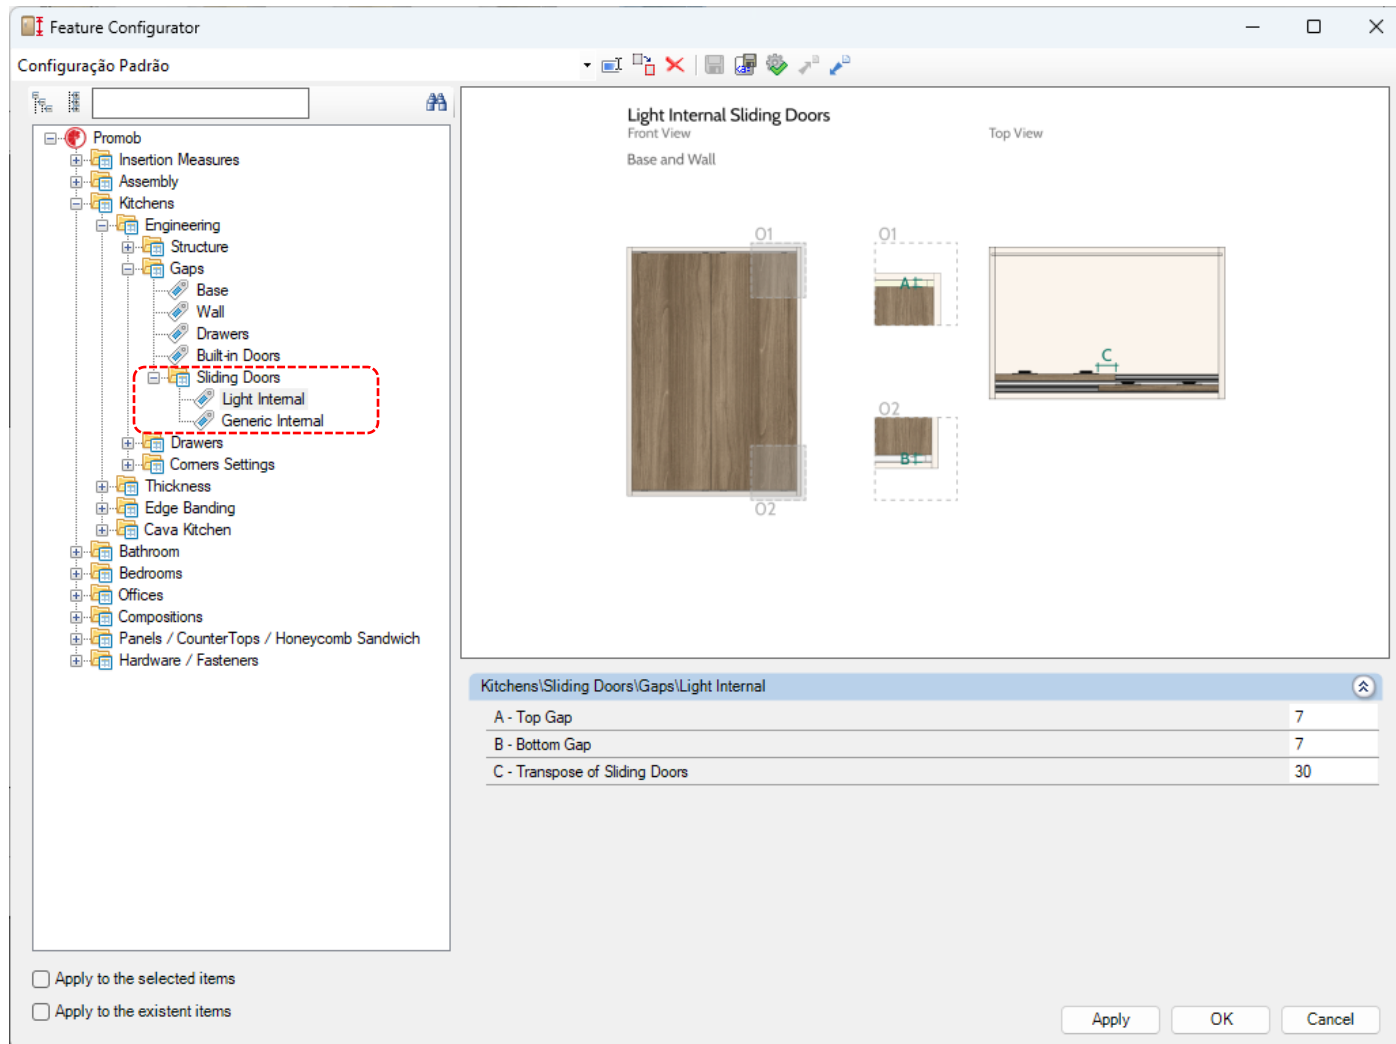 Feature Configurator
Configuração Padrão
Promob
Insertion Measures
Assembly
Kitchens
Engineering
Structure
Gaps
Base
Wall
Drawers
Built-in Doors
Sliding Doors
Light Internal
Generic Internal
Drawers
Corners Settings
Thickness
Edge Banding
Cava Kitchen
Bathroom
Bedrooms
Offices
Compositions
Panels / CounterTops / Honeycomb Sandwich
Hardware / Fasteners
Light Internal Sliding Doors
Front View
Top View
Base and Wall
O1
O1
A
C
O2
B
O2
Kitchens\Sliding Doors\Gaps\Light Internal
A - Top Gap 7
B - Bottom Gap 7
C - Transpose of Sliding Doors 30
Apply to the selected items
Apply to the existent items
Apply OK Cancel